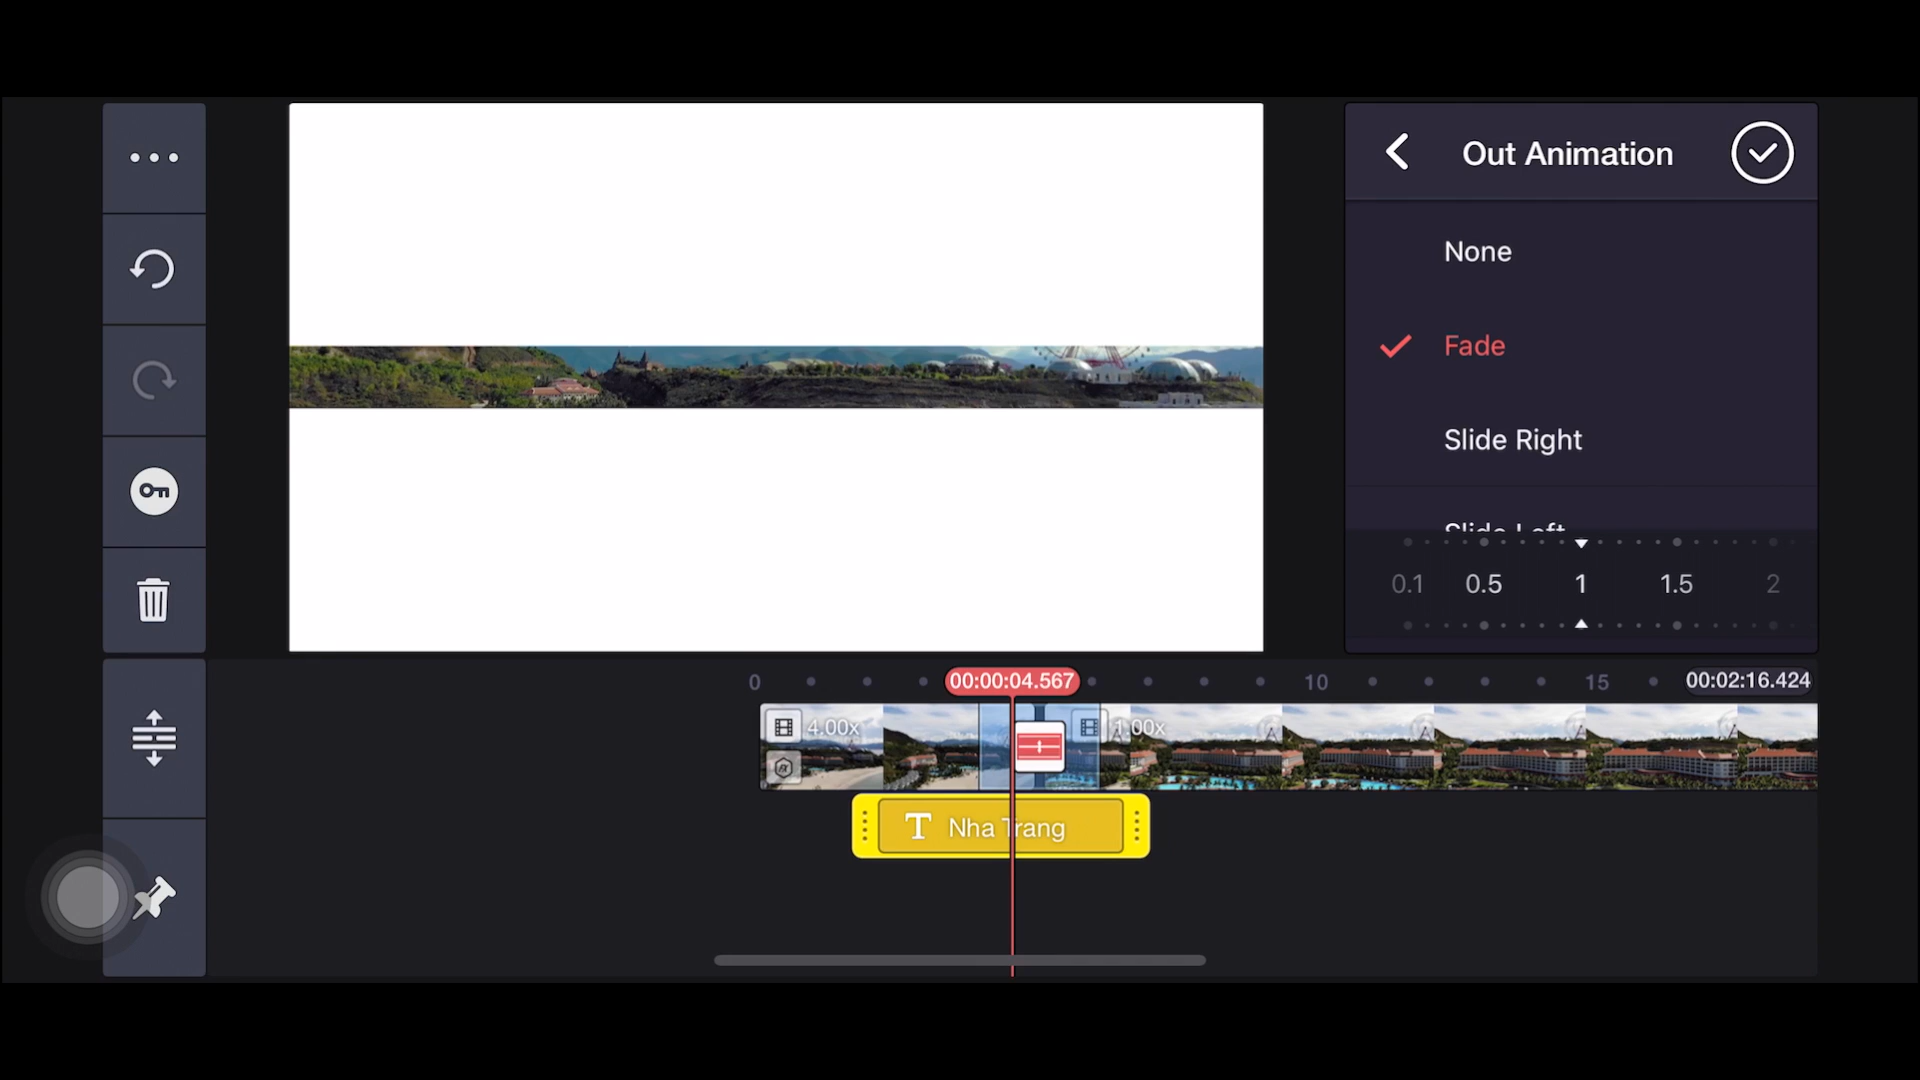 Out Animation
None
Fade
Slide Right
Slide Left
0.1 0.5 1 1.5 2
0 00:00:04.567 10 15 00:02:16.424
4.00x 1.00x
T Nha Trang